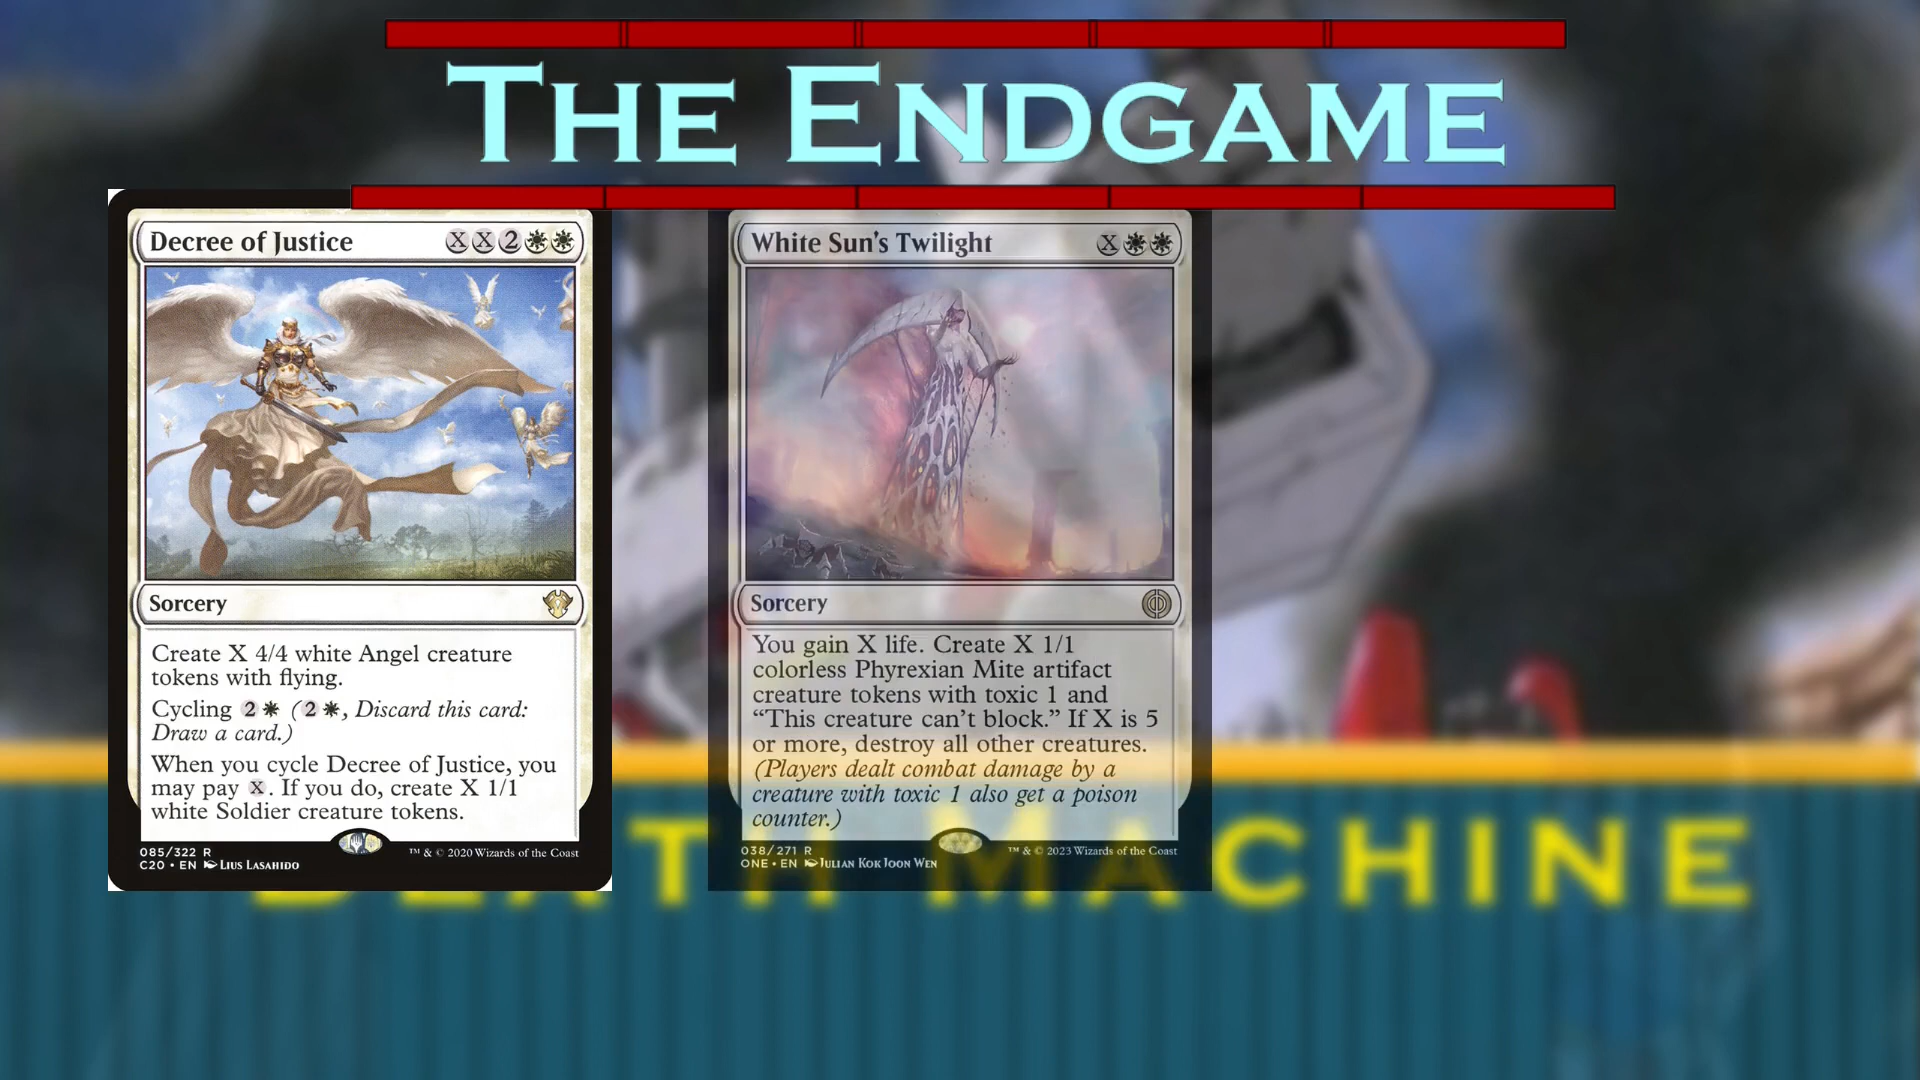 THE ENDGAME
Decree of Justice X X 2
Sorcery
Create X 4/4 white Angel creature
tokens with flying.
Cycling 2 (2, Discard this card:
Draw a card.)
When you cycle Decree of Justice, you
may pay X. If you do, create X 1/1
white Soldier creature tokens.
085/322 R
C20 • EN LIUS LASAHIDO
™ & © 2020 Wizards of the Coast
White Sun's Twilight X
Sorcery
You gain X life. Create X 1/1
colorless Phyrexian Mite artifact
creature tokens with toxic 1 and
“This creature can't block.” If X is 5
or more, destroy all other creatures.
(Players dealt combat damage by a
creature with toxic 1 also get a poison
counter.)
038/271 R
ONE • EN JULIAN KOK JOON WEN
™ & © 2023 Wizards of the Coast
MACHINE